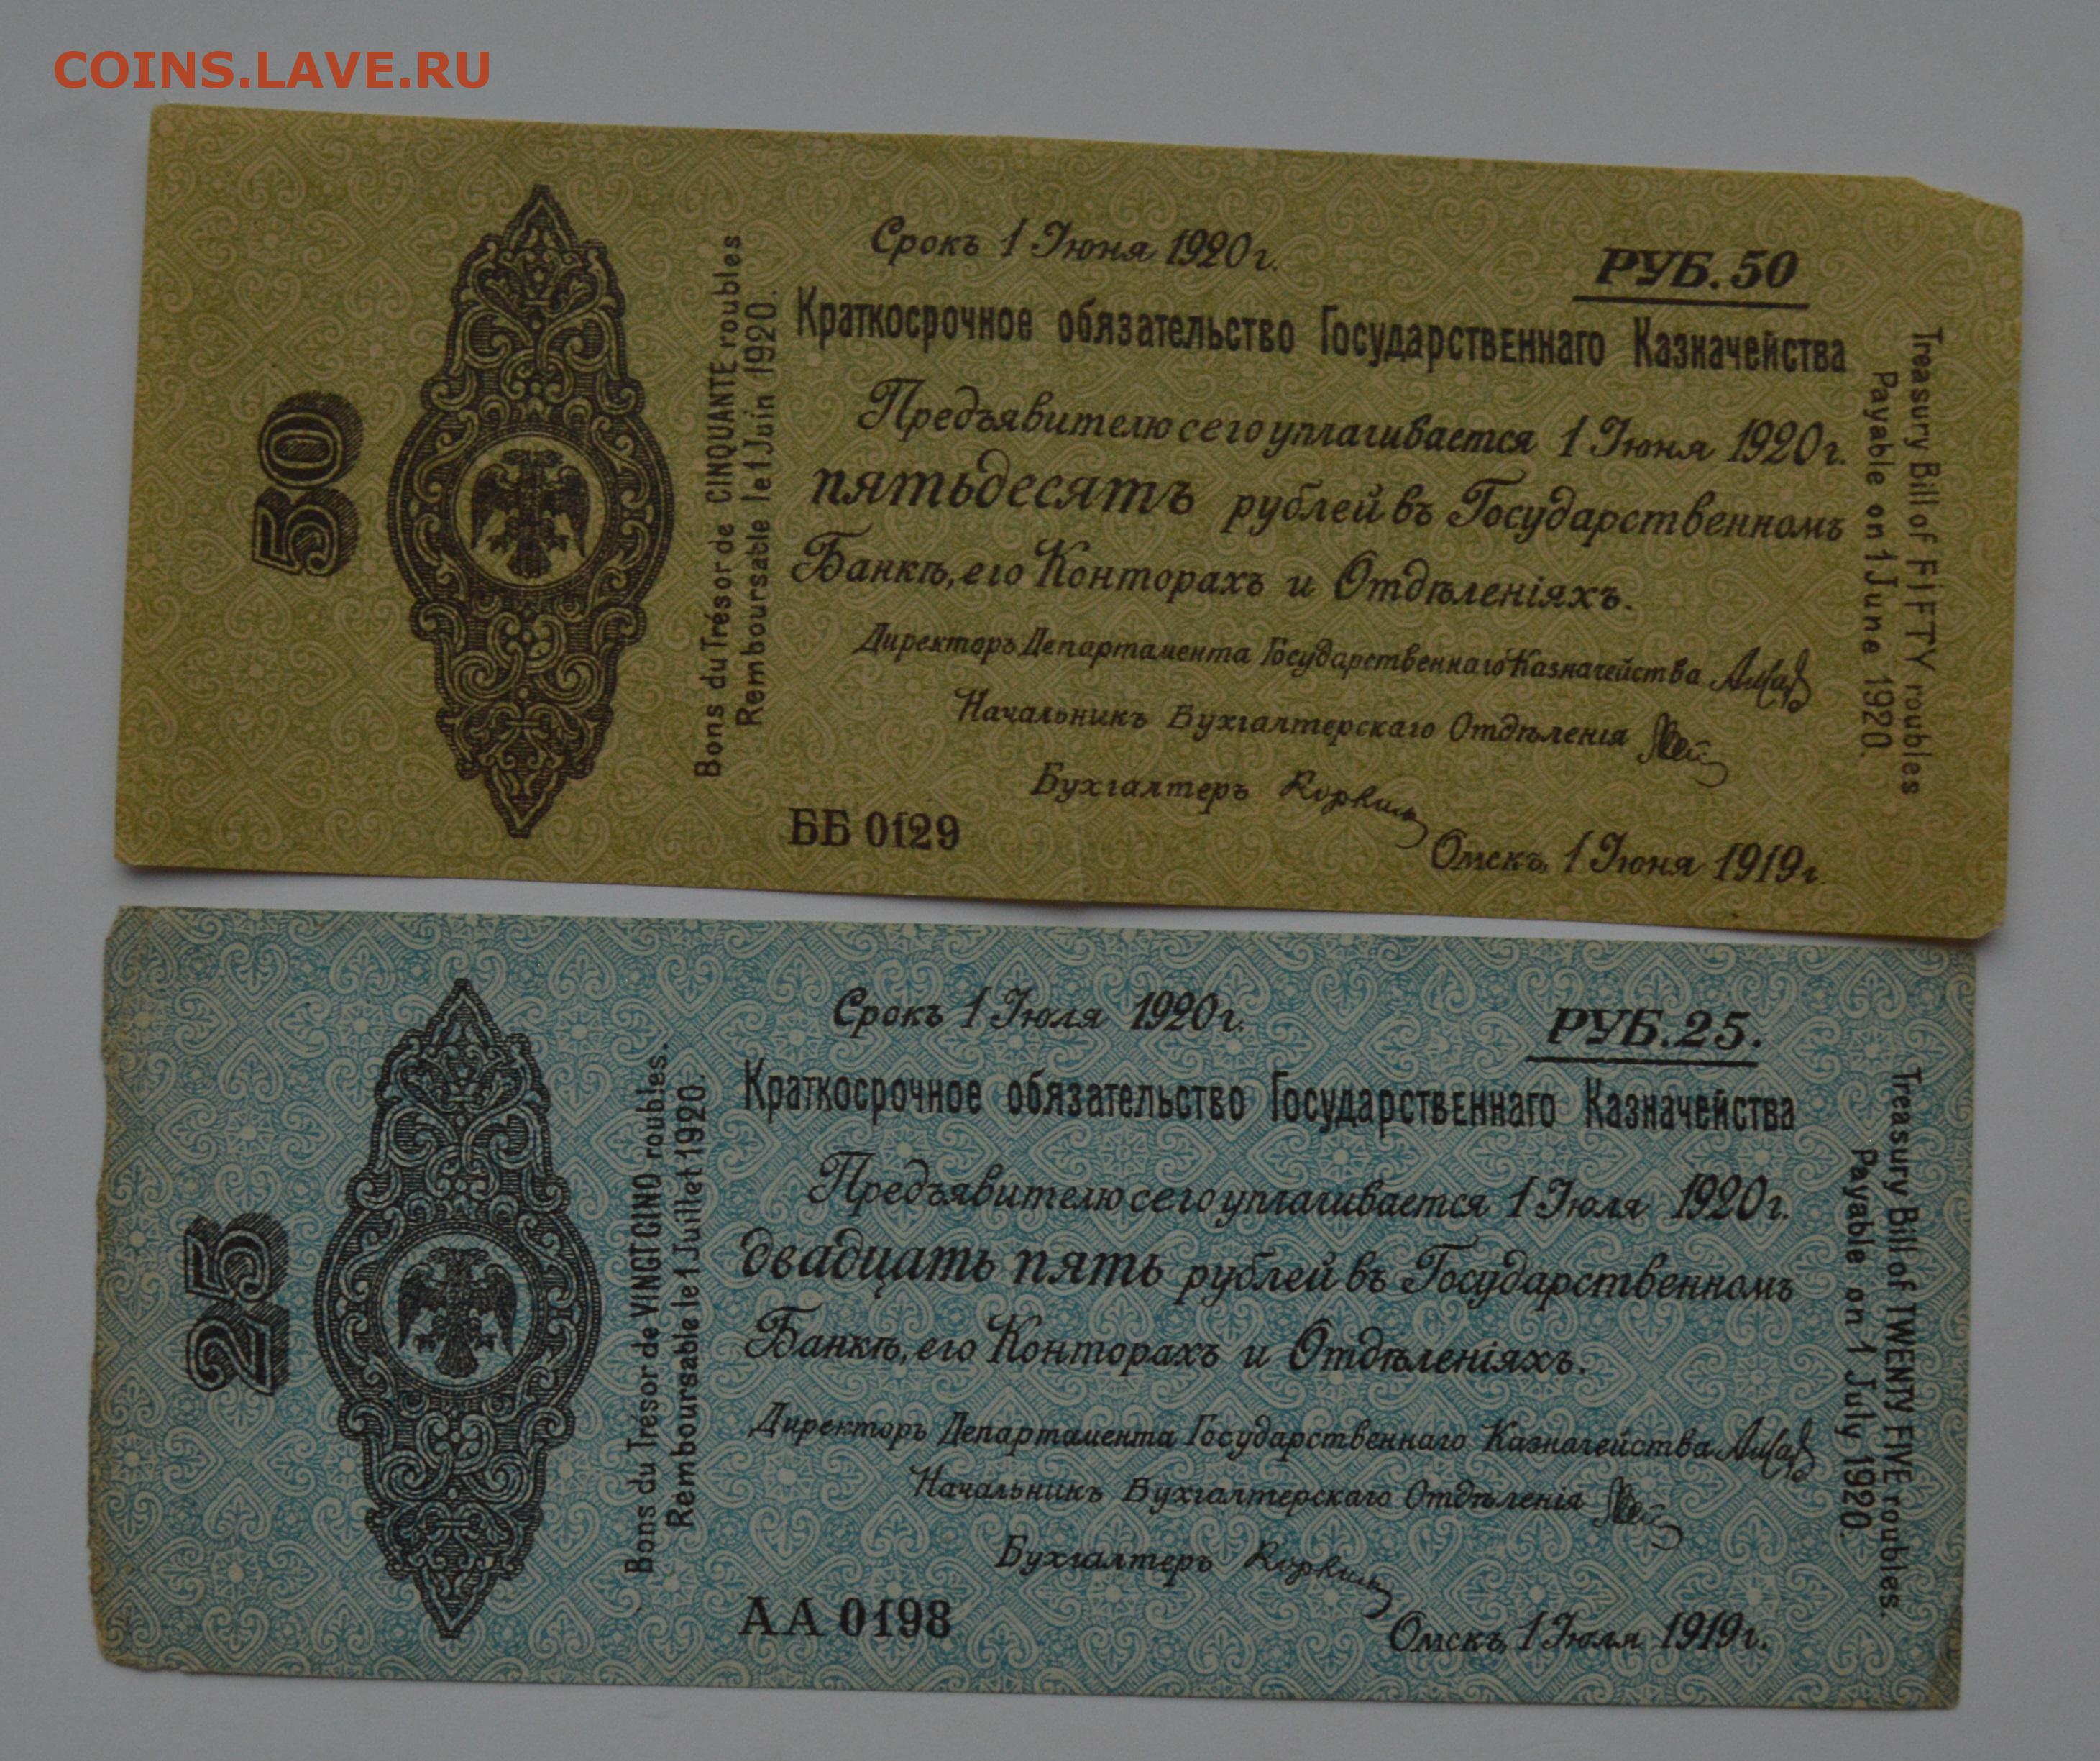 COINS.LAVE.RU
50
Bons du Trésor de CINQUANTE roubles
Remboursable le 1 Juin 1920.
Срокъ 1 Іюня 1920 г.
РУБ. 50
Краткосрочное обязательство Государственнаго Казначейства
Предъявителю сего уплачивается 1 Іюня 1920 г.
пятьдесятъ рублей въ Государственномъ
Банкѣ, его Конторахъ и Отдѣленіяхъ.
Директоръ Департамента Государственнаго Казначейства
Начальникъ Бухгалтерскаго Отдѣленія
Бухгалтеръ
ББ 0129
Омскъ, 1 Іюня 1919 г.
Treasury Bill of FIFTY roubles
Payable on 1 June 1920.
25
Bons du Trésor de VINGT CINQ roubles.
Remboursable le 1 Juillet 1920.
Срокъ 1 Іюля 1920 г.
РУБ. 25.
Краткосрочное обязательство Государственнаго Казначейства
Предъявителю сего уплачивается 1 Іюля 1920 г.
двадцать пять рублей въ Государственномъ
Банкѣ, его Конторахъ и Отдѣленіяхъ.
Директоръ Департамента Государственнаго Казначейства
Начальникъ Бухгалтерскаго Отдѣленія
Бухгалтеръ
АА 0198
Омскъ, 1 Іюля 1919 г.
Treasury Bill of TWENTY FIVE roubles.
Payable on 1 July 1920.